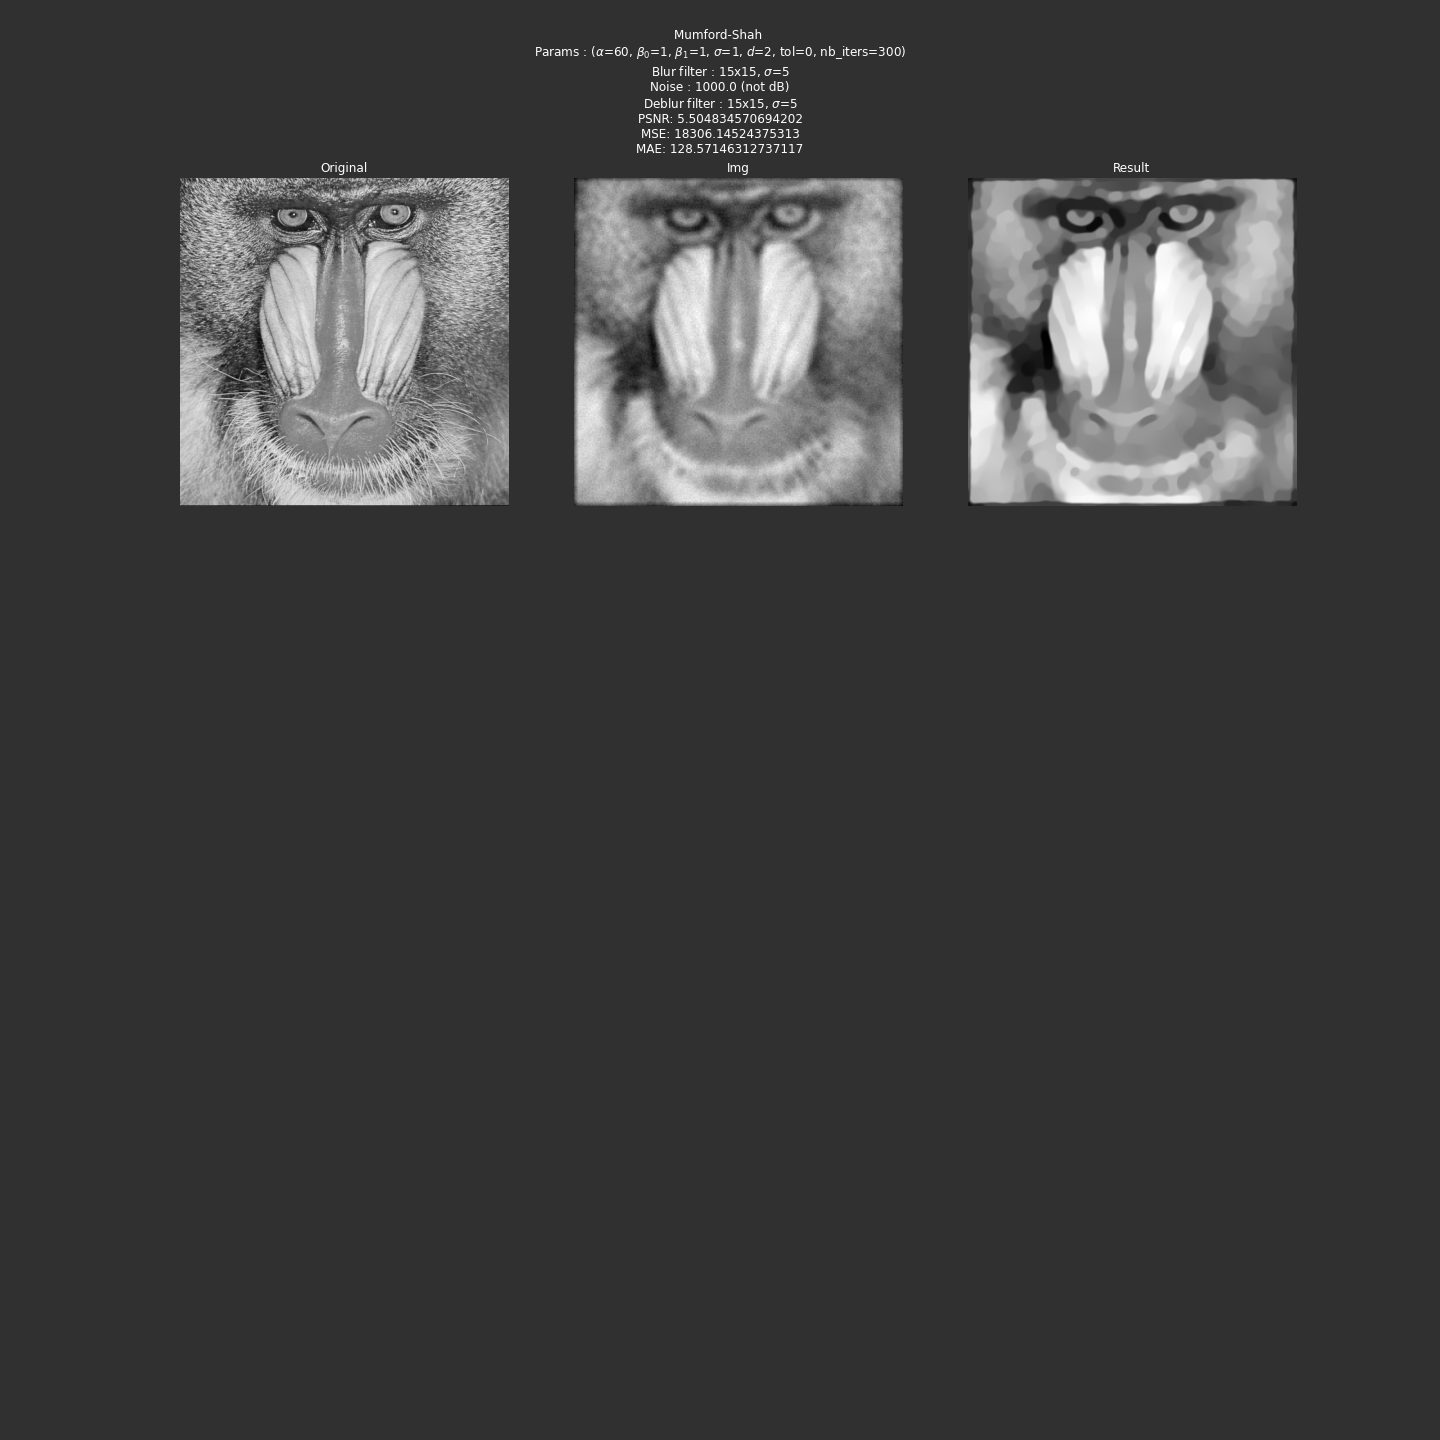 Mumford-Shah
Params : (α=60, β₀=1, β₁=1, σ=1, d=2, tol=0, nb_iters=300)
Blur filter : 15x15, σ=5
Noise : 1000.0 (not dB)
Deblur filter : 15x15, σ=5
PSNR: 5.504834570694202
MSE: 18306.14524375313
MAE: 128.57146312737117
Original
Img
Result